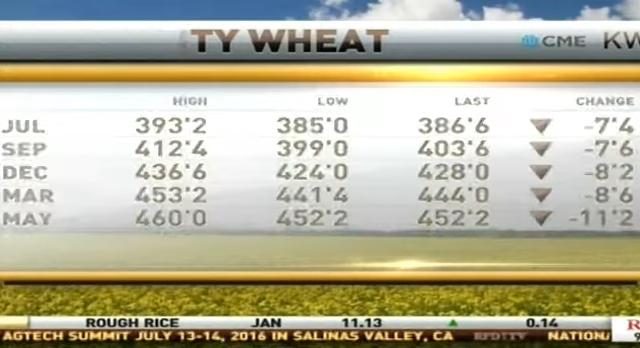 TY WHEAT CME KW
HIGH LOW LAST CHANGE
JUL 393'2 385'0 386'6 -7'4
SEP 412'4 399'0 403'6 -7'6
DEC 436'6 424'0 428'0 -8'2
MAR 453'2 441'4 444'0 -8'6
MAY 460'0 452'2 452'2 -11'2
ROUGH RICE JAN 11.13 0.14
AGTECH SUMMIT JULY 13-14, 2016 IN SALINAS VALLEY, CA RFDTV NATIONA